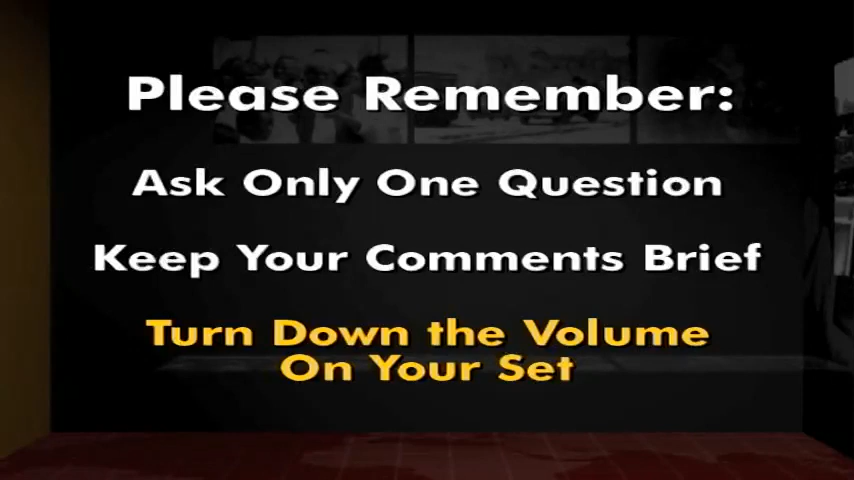 Please Remember:
Ask Only One Question
Keep Your Comments Brief
Turn Down the Volume
On Your Set